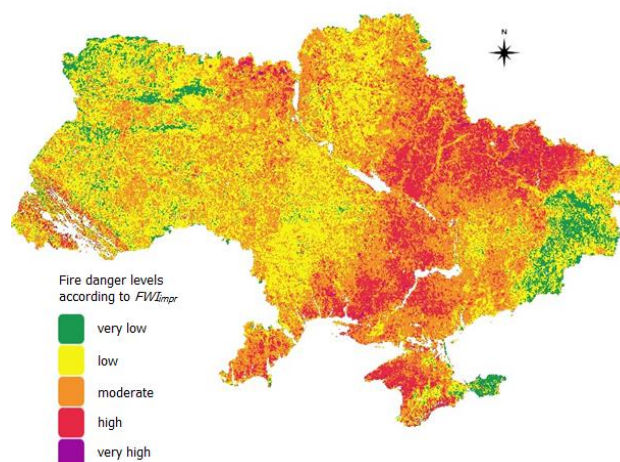 N
Fire danger levels
according to FWIimpr
very low
low
moderate
high
very high